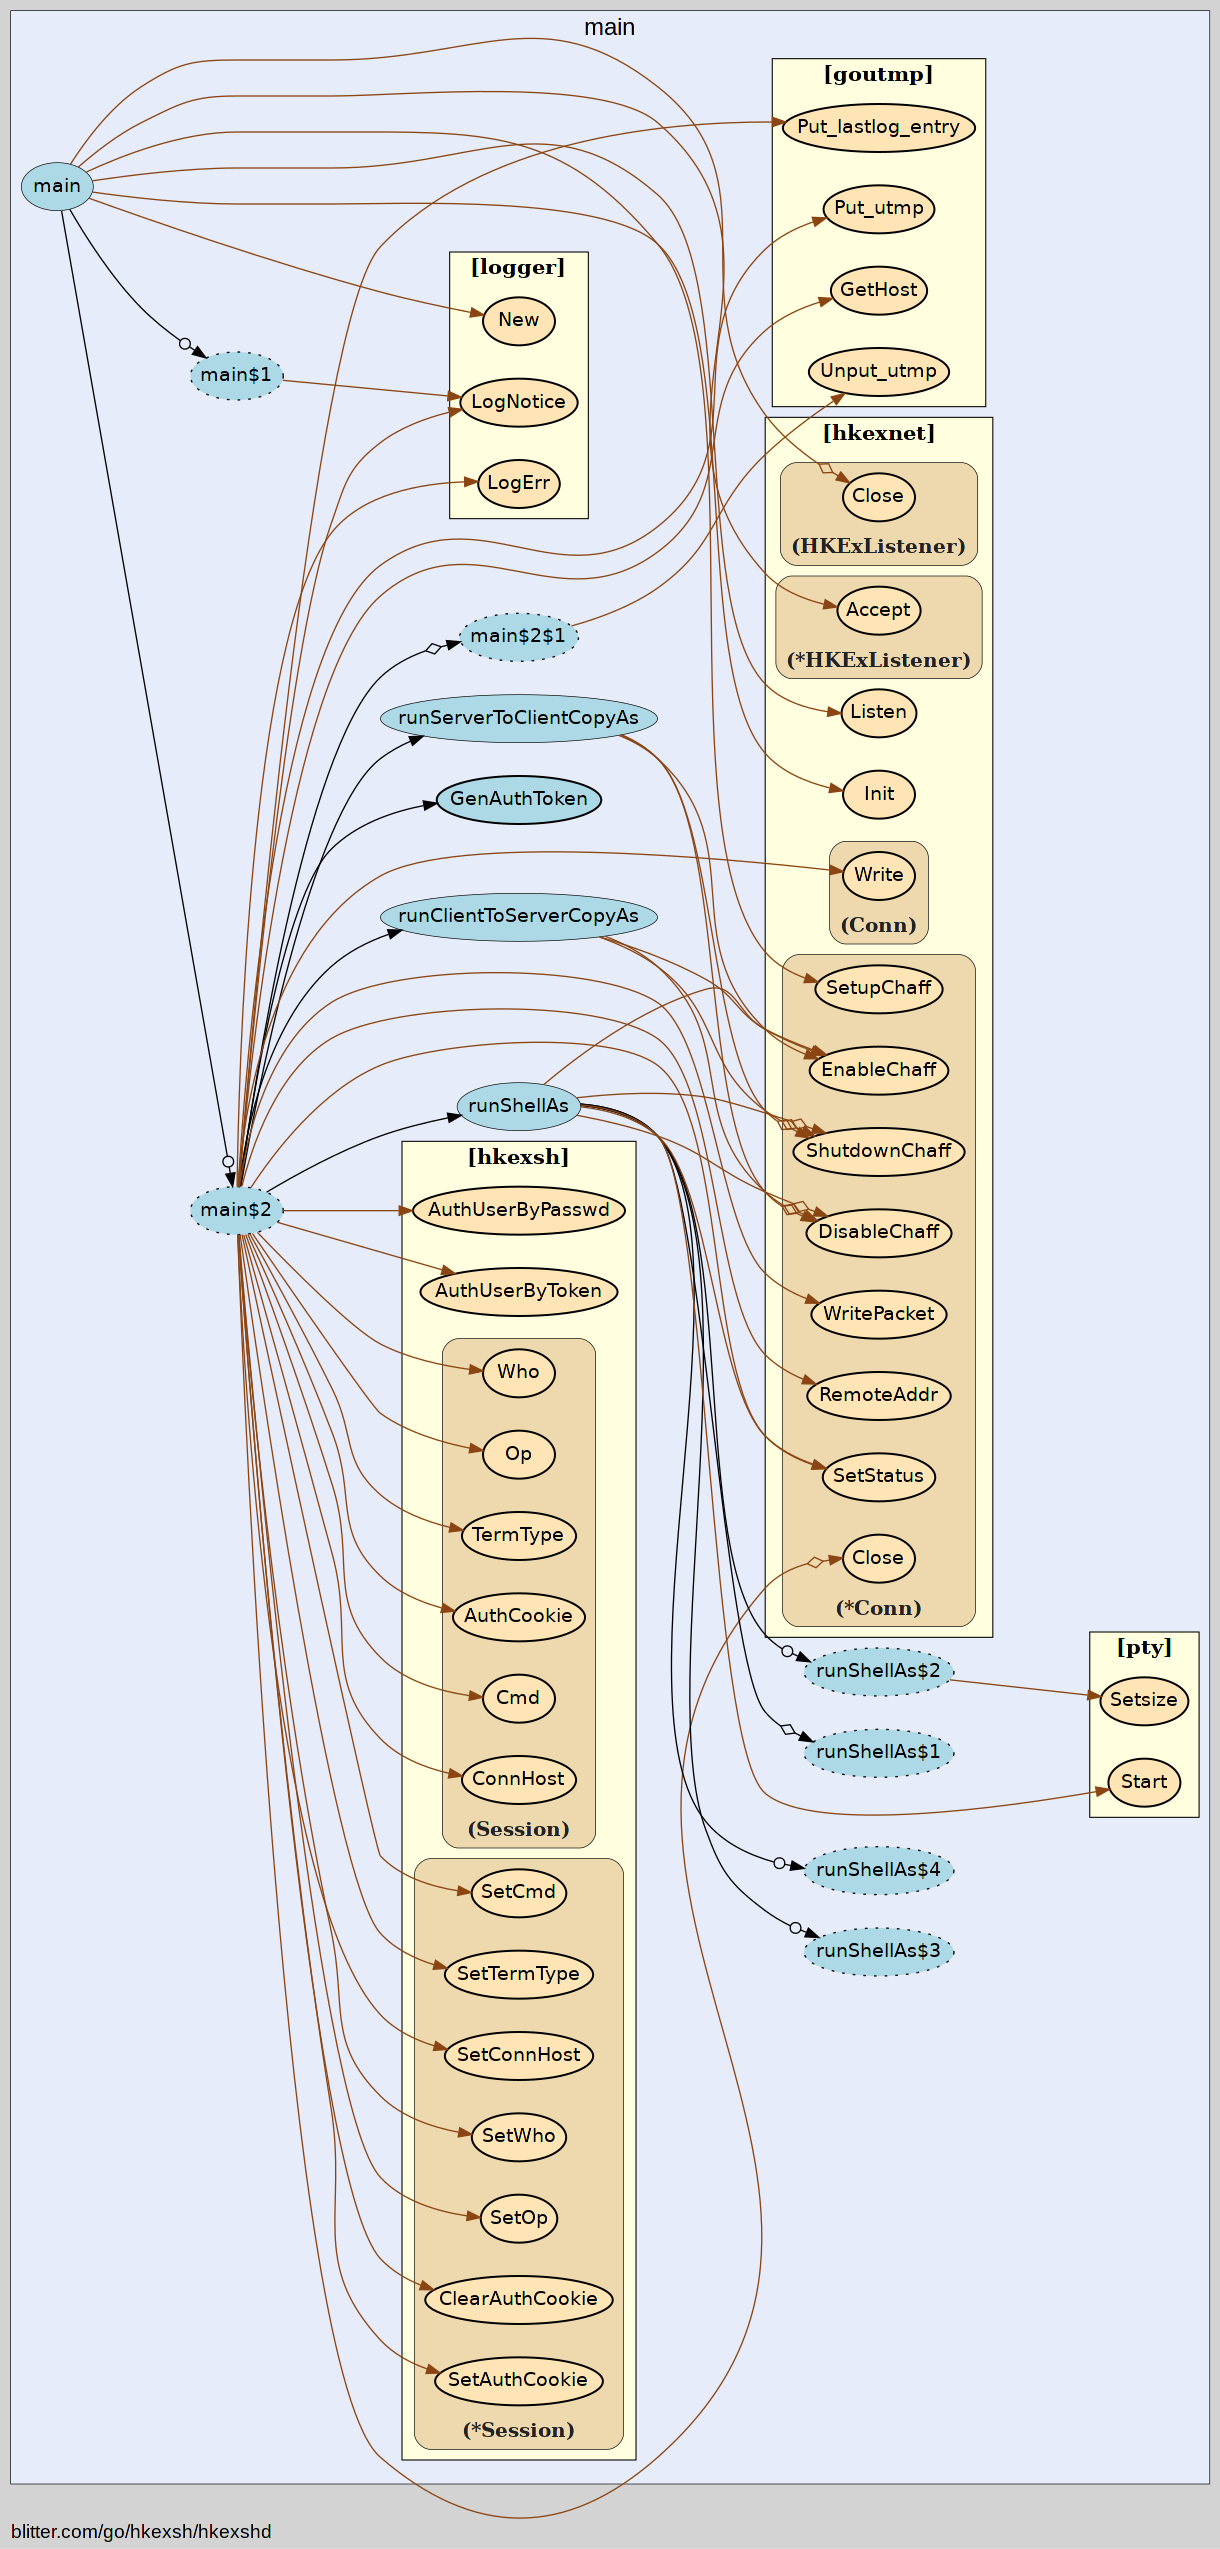 main
main
main$1
main$2
[logger]
New
LogNotice
LogErr
main$2$1
runServerToClientCopyAs
GenAuthToken
runClientToServerCopyAs
runShellAs
[hkexsh]
AuthUserByPasswd
AuthUserByToken
Who
Op
TermType
AuthCookie
Cmd
ConnHost
(Session)
SetCmd
SetTermType
SetConnHost
SetWho
SetOp
ClearAuthCookie
SetAuthCookie
(*Session)
[goutmp]
Put_lastlog_entry
Put_utmp
GetHost
Unput_utmp
[hkexnet]
Close
(HKExListener)
Accept
(*HKExListener)
Listen
Init
Write
(Conn)
SetupChaff
EnableChaff
ShutdownChaff
DisableChaff
WritePacket
RemoteAddr
SetStatus
Close
(*Conn)
runShellAs$2
runShellAs$1
runShellAs$4
runShellAs$3
[pty]
Setsize
Start
blitter.com/go/hkexsh/hkexshd